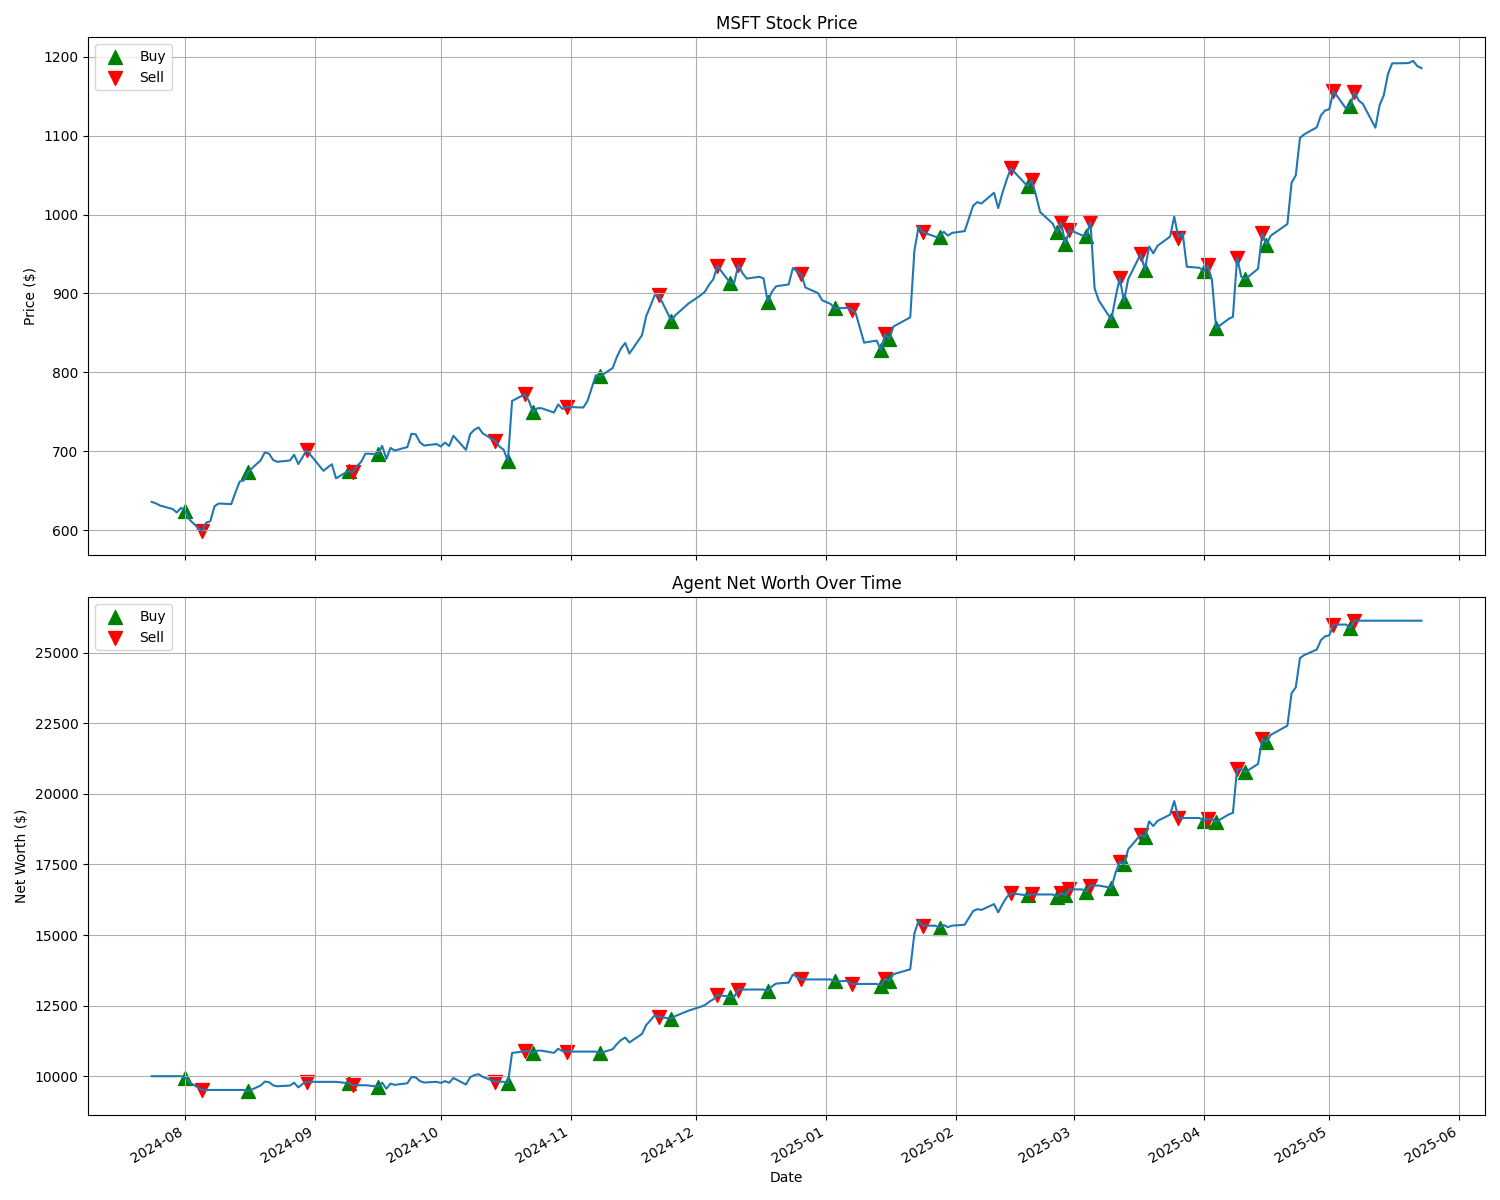 MSFT Stock Price
Buy
Sell
Price ($)
1200
1100
1000
900
800
700
600
Agent Net Worth Over Time
Buy
Sell
Net Worth ($)
25000
22500
20000
17500
15000
12500
10000
2024-08
2024-09
2024-10
2024-11
2024-12
2025-01
2025-02
2025-03
2025-04
2025-05
2025-06
Date